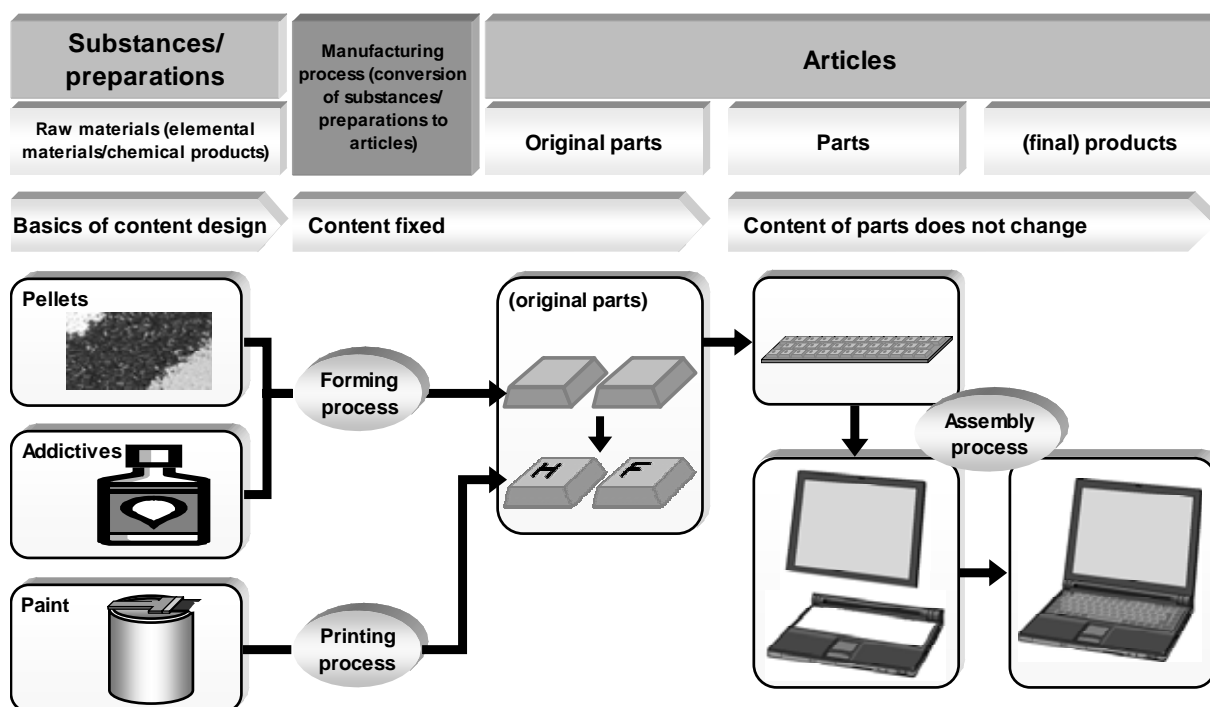 Substances/
preparations
Manufacturing
process (conversion
of substances/
preparations to
articles)
Articles
Raw materials (elemental
materials/chemical products)
Original parts
Parts
(final) products
Basics of content design
Content fixed
Content of parts does not change
Pellets
(original parts)
Forming
process
Addictives
Assembly
process
H
F
Paint
Printing
process